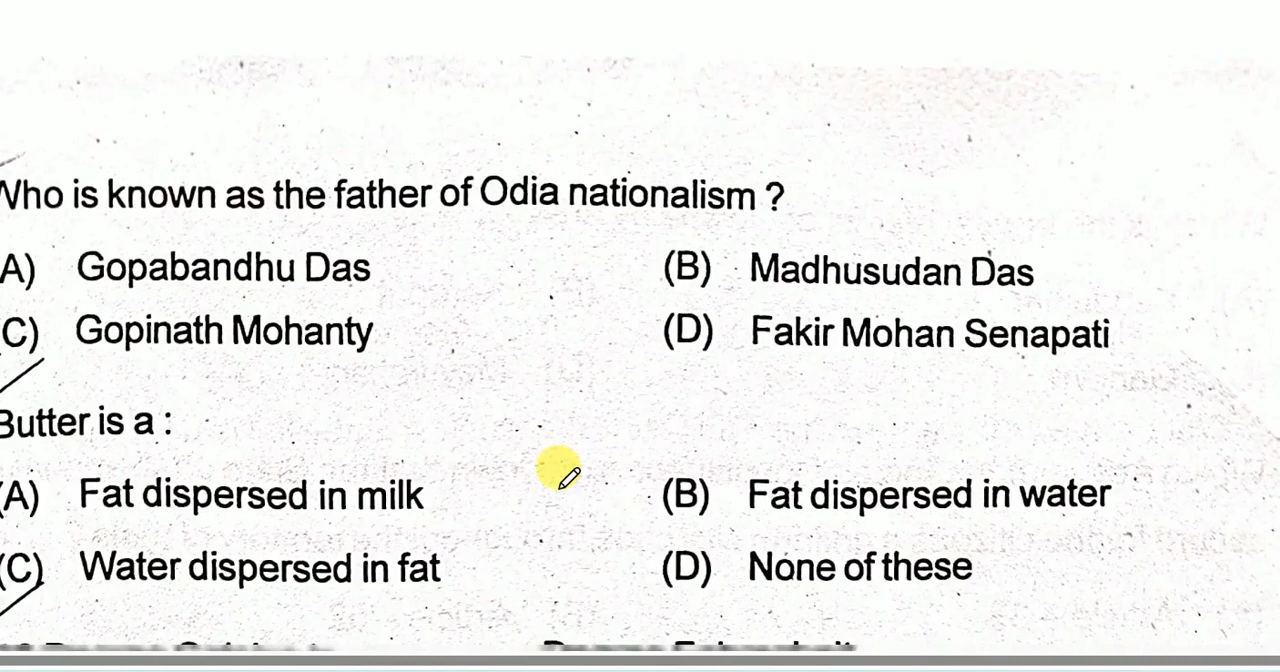 Who is known as the father of Odia nationalism ?
A) Gopabandhu Das (B) Madhusudan Das
C) Gopinath Mohanty (D) Fakir Mohan Senapati
Butter is a :
(A) Fat dispersed in milk (B) Fat dispersed in water
(C) Water dispersed in fat (D) None of these